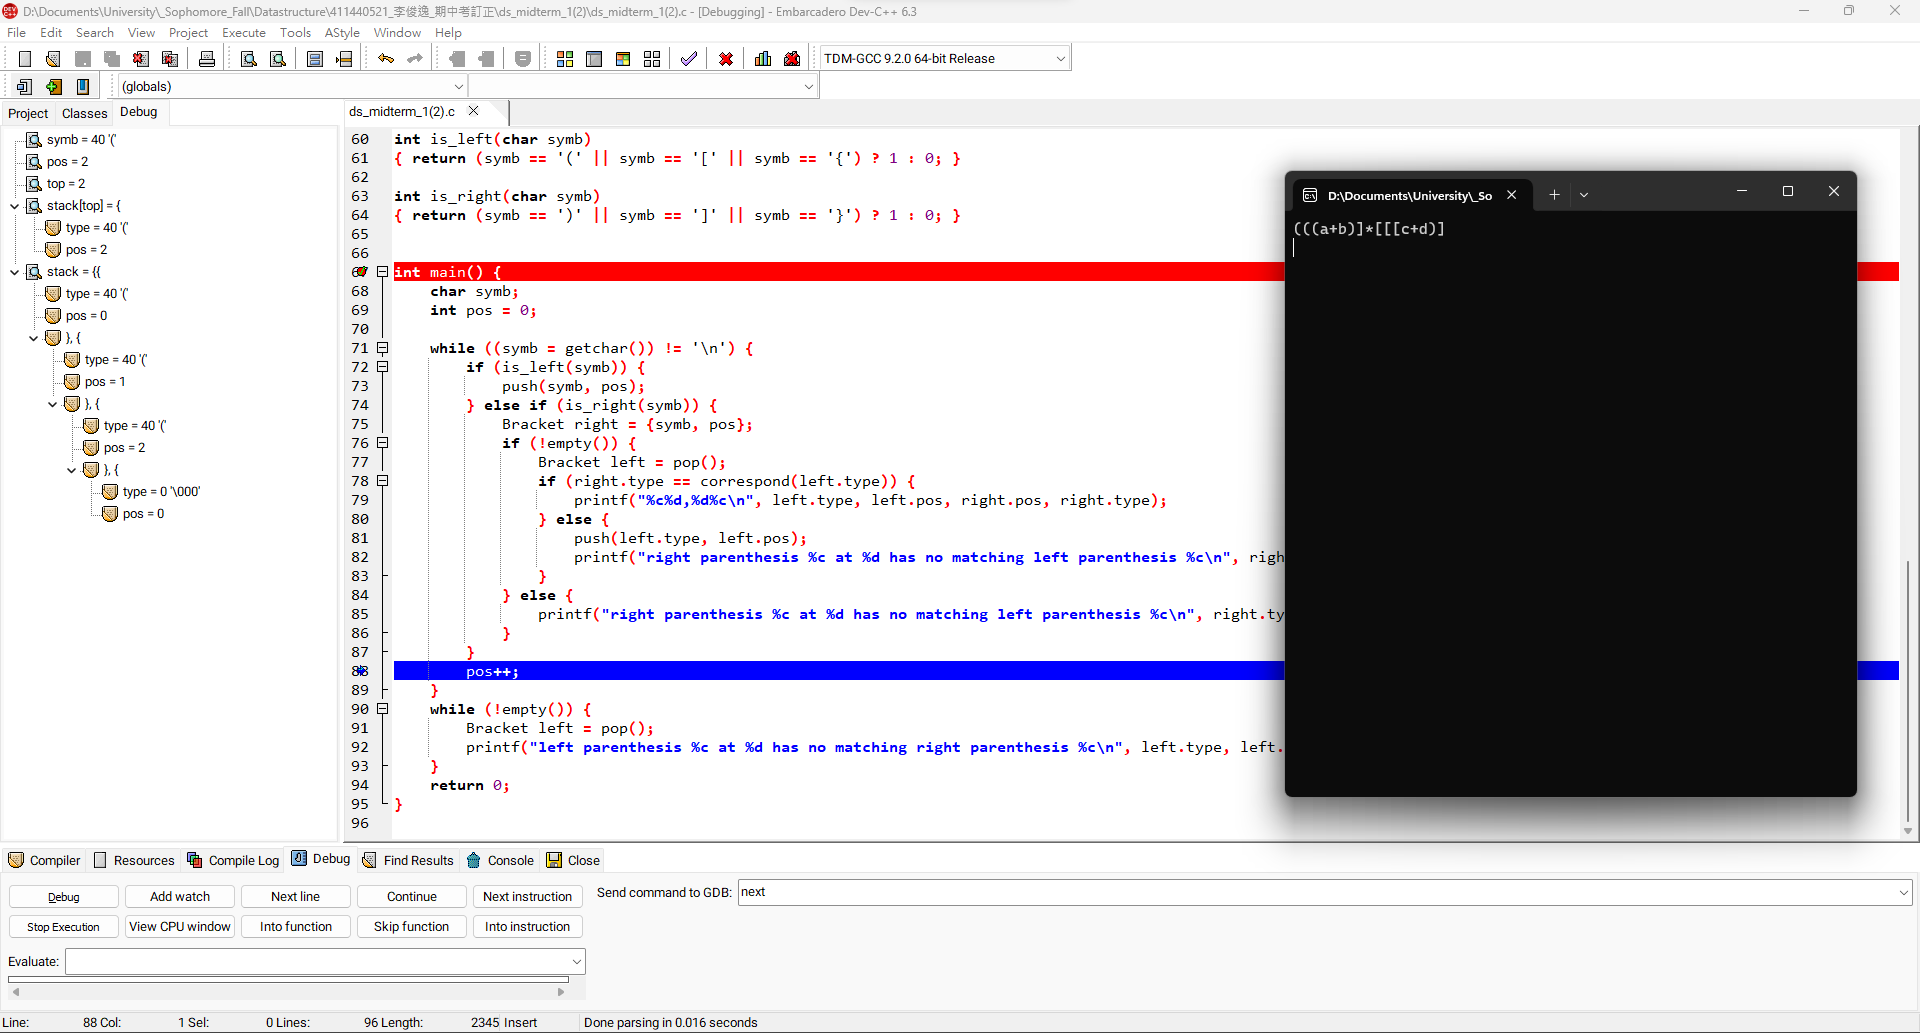 D:\Documents\University\_Sophomore_Fall\Datastructure\411440521_李俊逸_期中考訂正\ds_midterm_1(2)\ds_midterm_1(2).c - [Debugging] - Embarcadero Dev-C++ 6.3
File Edit Search View Project Execute Tools AStyle Window Help
TDM-GCC 9.2.0 64-bit Release
(globals)
Project Classes Debug
ds_midterm_1(2).c
symb = 40 '('
pos = 2
top = 2
stack[top] = {
type = 40 '('
pos = 2
stack = {{
type = 40 '('
pos = 0
}, {
type = 40 '('
pos = 1
}, {
type = 40 '('
pos = 2
}, {
type = 0 '\000'
pos = 0
60 int is_left(char symb)
61 { return (symb == '(' || symb == '[' || symb == '{') ? 1 : 0; }
62
63 int is_right(char symb)
64 { return (symb == ')' || symb == ']' || symb == '}') ? 1 : 0; }
65
66
67 int main() {
68 char symb;
69 int pos = 0;
70
71 while ((symb = getchar()) != '\n') {
72 if (is_left(symb)) {
73 push(symb, pos);
74 } else if (is_right(symb)) {
75 Bracket right = {symb, pos};
76 if (!empty()) {
77 Bracket left = pop();
78 if (right.type == correspond(left.type)) {
79 printf("%c%d,%d%c\n", left.type, left.pos, right.pos, right.type);
80 } else {
81 push(left.type, left.pos);
82 printf("right parenthesis %c at %d has no matching left parenthesis %c\n", righ
83 }
84 } else {
85 printf("right parenthesis %c at %d has no matching left parenthesis %c\n", right.ty
86 }
87 }
88 pos++;
89 }
90 while (!empty()) {
91 Bracket left = pop();
92 printf("left parenthesis %c at %d has no matching right parenthesis %c\n", left.type, left.
93 }
94 return 0;
95 }
96
D:\Documents\University\_So
(((a+b)]*[[[c+d)]
Compiler Resources Compile Log Debug Find Results Console Close
Debug Add watch Next line Continue Next instruction
Send command to GDB: next
Stop Execution View CPU window Into function Skip function Into instruction
Evaluate:
Line: 88 Col: 1 Sel: 0 Lines: 96 Length: 2345 Insert Done parsing in 0.016 seconds